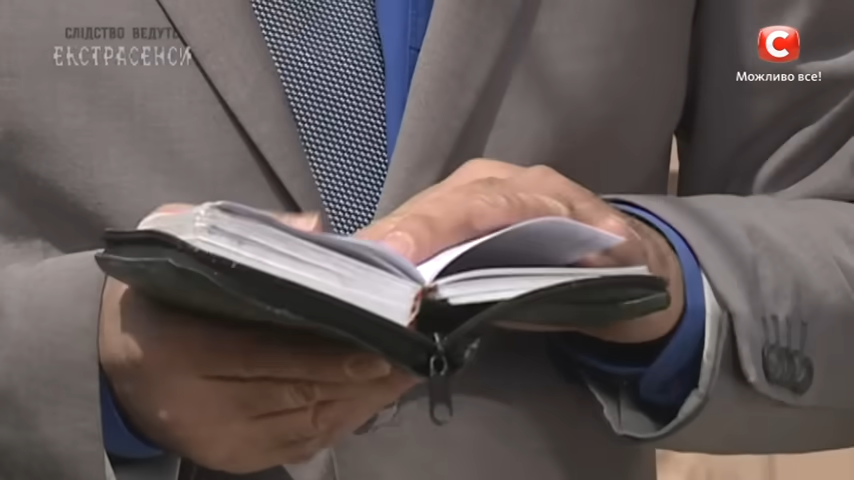 СЛІДСТВО ВЕДУТЬ
ЕКСТРАСЕНСИ
Можливо все!